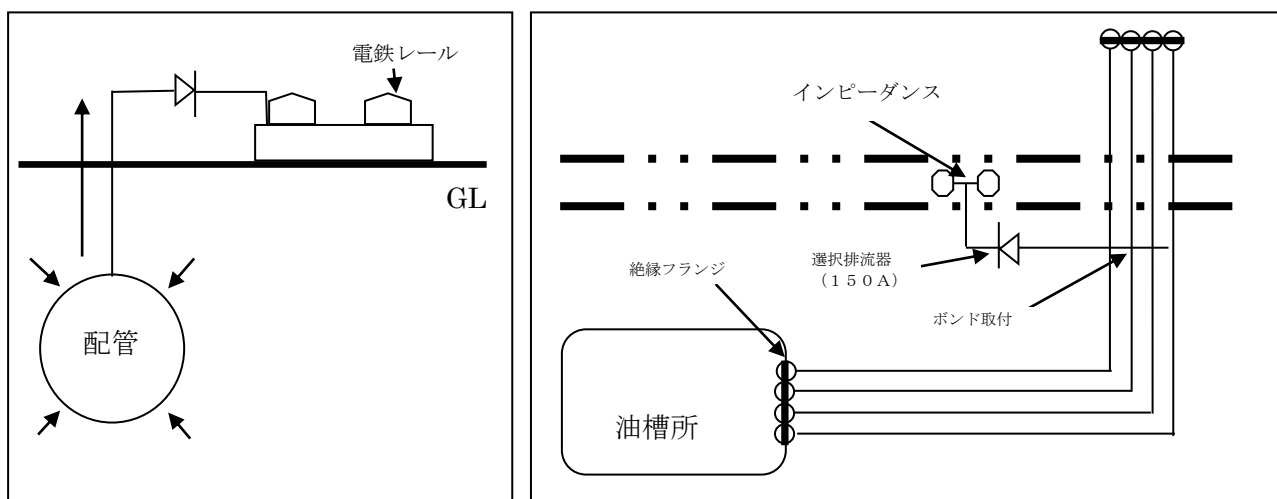 電鉄レール
GL
配管
インピーダンス
選択排流器
（１５０Ａ）
絶縁フランジ
ボンド取付
油槽所